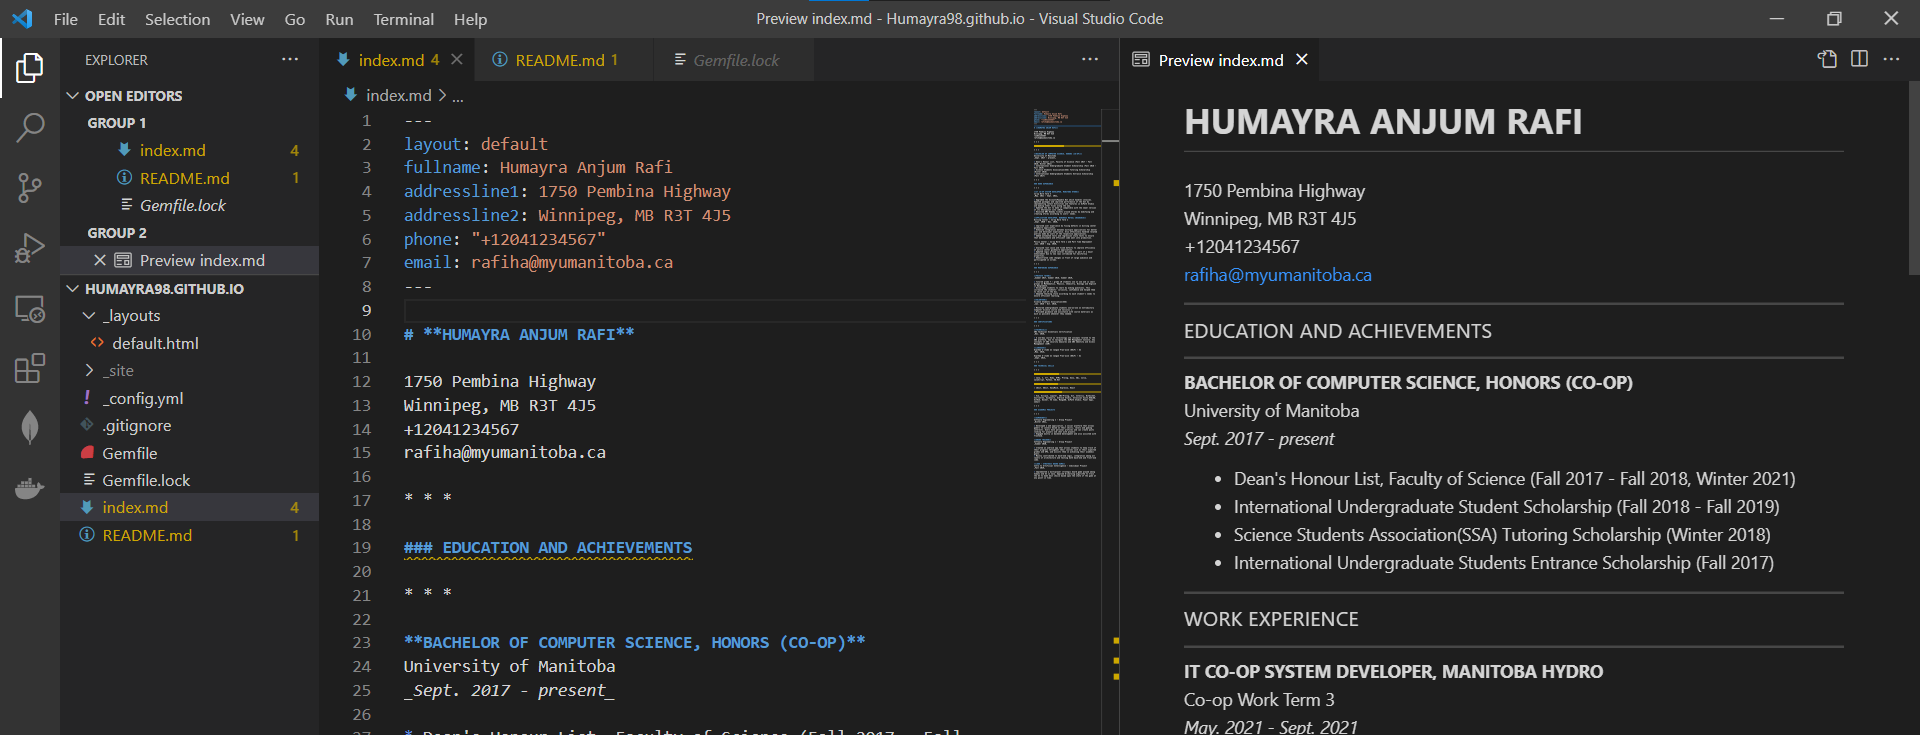 File Edit Selection View Go Run Terminal Help
Preview index.md - Humayra98.github.io - Visual Studio Code
EXPLORER
OPEN EDITORS
GROUP 1
index.md 4
README.md 1
Gemfile.lock
GROUP 2
Preview index.md
HUMAYRA98.GITHUB.IO
_layouts
default.html
_site
_config.yml
.gitignore
Gemfile
Gemfile.lock
index.md 4
README.md 1
index.md 4
README.md 1
Gemfile.lock
index.md > ...
1 ---
2 layout: default
3 fullname: Humayra Anjum Rafi
4 addressline1: 1750 Pembina Highway
5 addressline2: Winnipeg, MB R3T 4J5
6 phone: "+12041234567"
7 email: rafiha@myumanitoba.ca
8 ---
9
10 # **HUMAYRA ANJUM RAFI**
11
12 1750 Pembina Highway
13 Winnipeg, MB R3T 4J5
14 +12041234567
15 rafiha@myumanitoba.ca
16
17 * * *
18
19 ### EDUCATION AND ACHIEVEMENTS
20
21 * * *
22
23 **BACHELOR OF COMPUTER SCIENCE, HONORS (CO-OP)**
24 University of Manitoba
25 _Sept. 2017 - present_
26
27 * Dean's Honour List, Faculty of Science (Fall 2017 - Fall
Preview index.md
HUMAYRA ANJUM RAFI
1750 Pembina Highway
Winnipeg, MB R3T 4J5
+12041234567
rafiha@myumanitoba.ca
EDUCATION AND ACHIEVEMENTS
BACHELOR OF COMPUTER SCIENCE, HONORS (CO-OP)
University of Manitoba
Sept. 2017 - present
• Dean's Honour List, Faculty of Science (Fall 2017 - Fall 2018, Winter 2021)
• International Undergraduate Student Scholarship (Fall 2018 - Fall 2019)
• Science Students Association(SSA) Tutoring Scholarship (Winter 2018)
• International Undergraduate Students Entrance Scholarship (Fall 2017)
WORK EXPERIENCE
IT CO-OP SYSTEM DEVELOPER, MANITOBA HYDRO
Co-op Work Term 3
May. 2021 - Sept. 2021